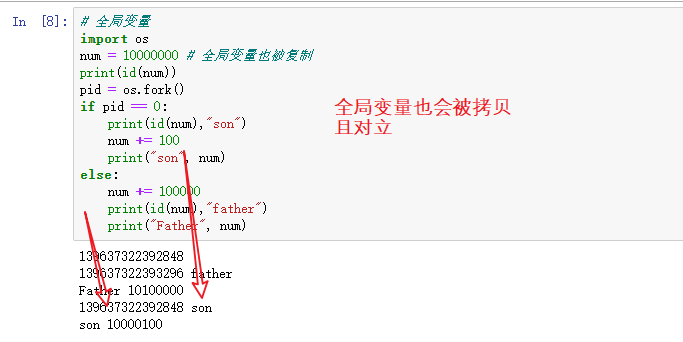 In [8]:
# 全局变量
import os
num = 10000000 # 全局变量也被复制
print(id(num))
pid = os.fork()
if pid == 0:
    print(id(num),"son")
    num += 100
    print("son", num)
else:
    num += 100000
    print(id(num),"father")
    print("Father", num)
全局变量也会被拷贝
且对立
139637322392848
139637322393296 father
Father 10100000
139637322392848 son
son 10000100